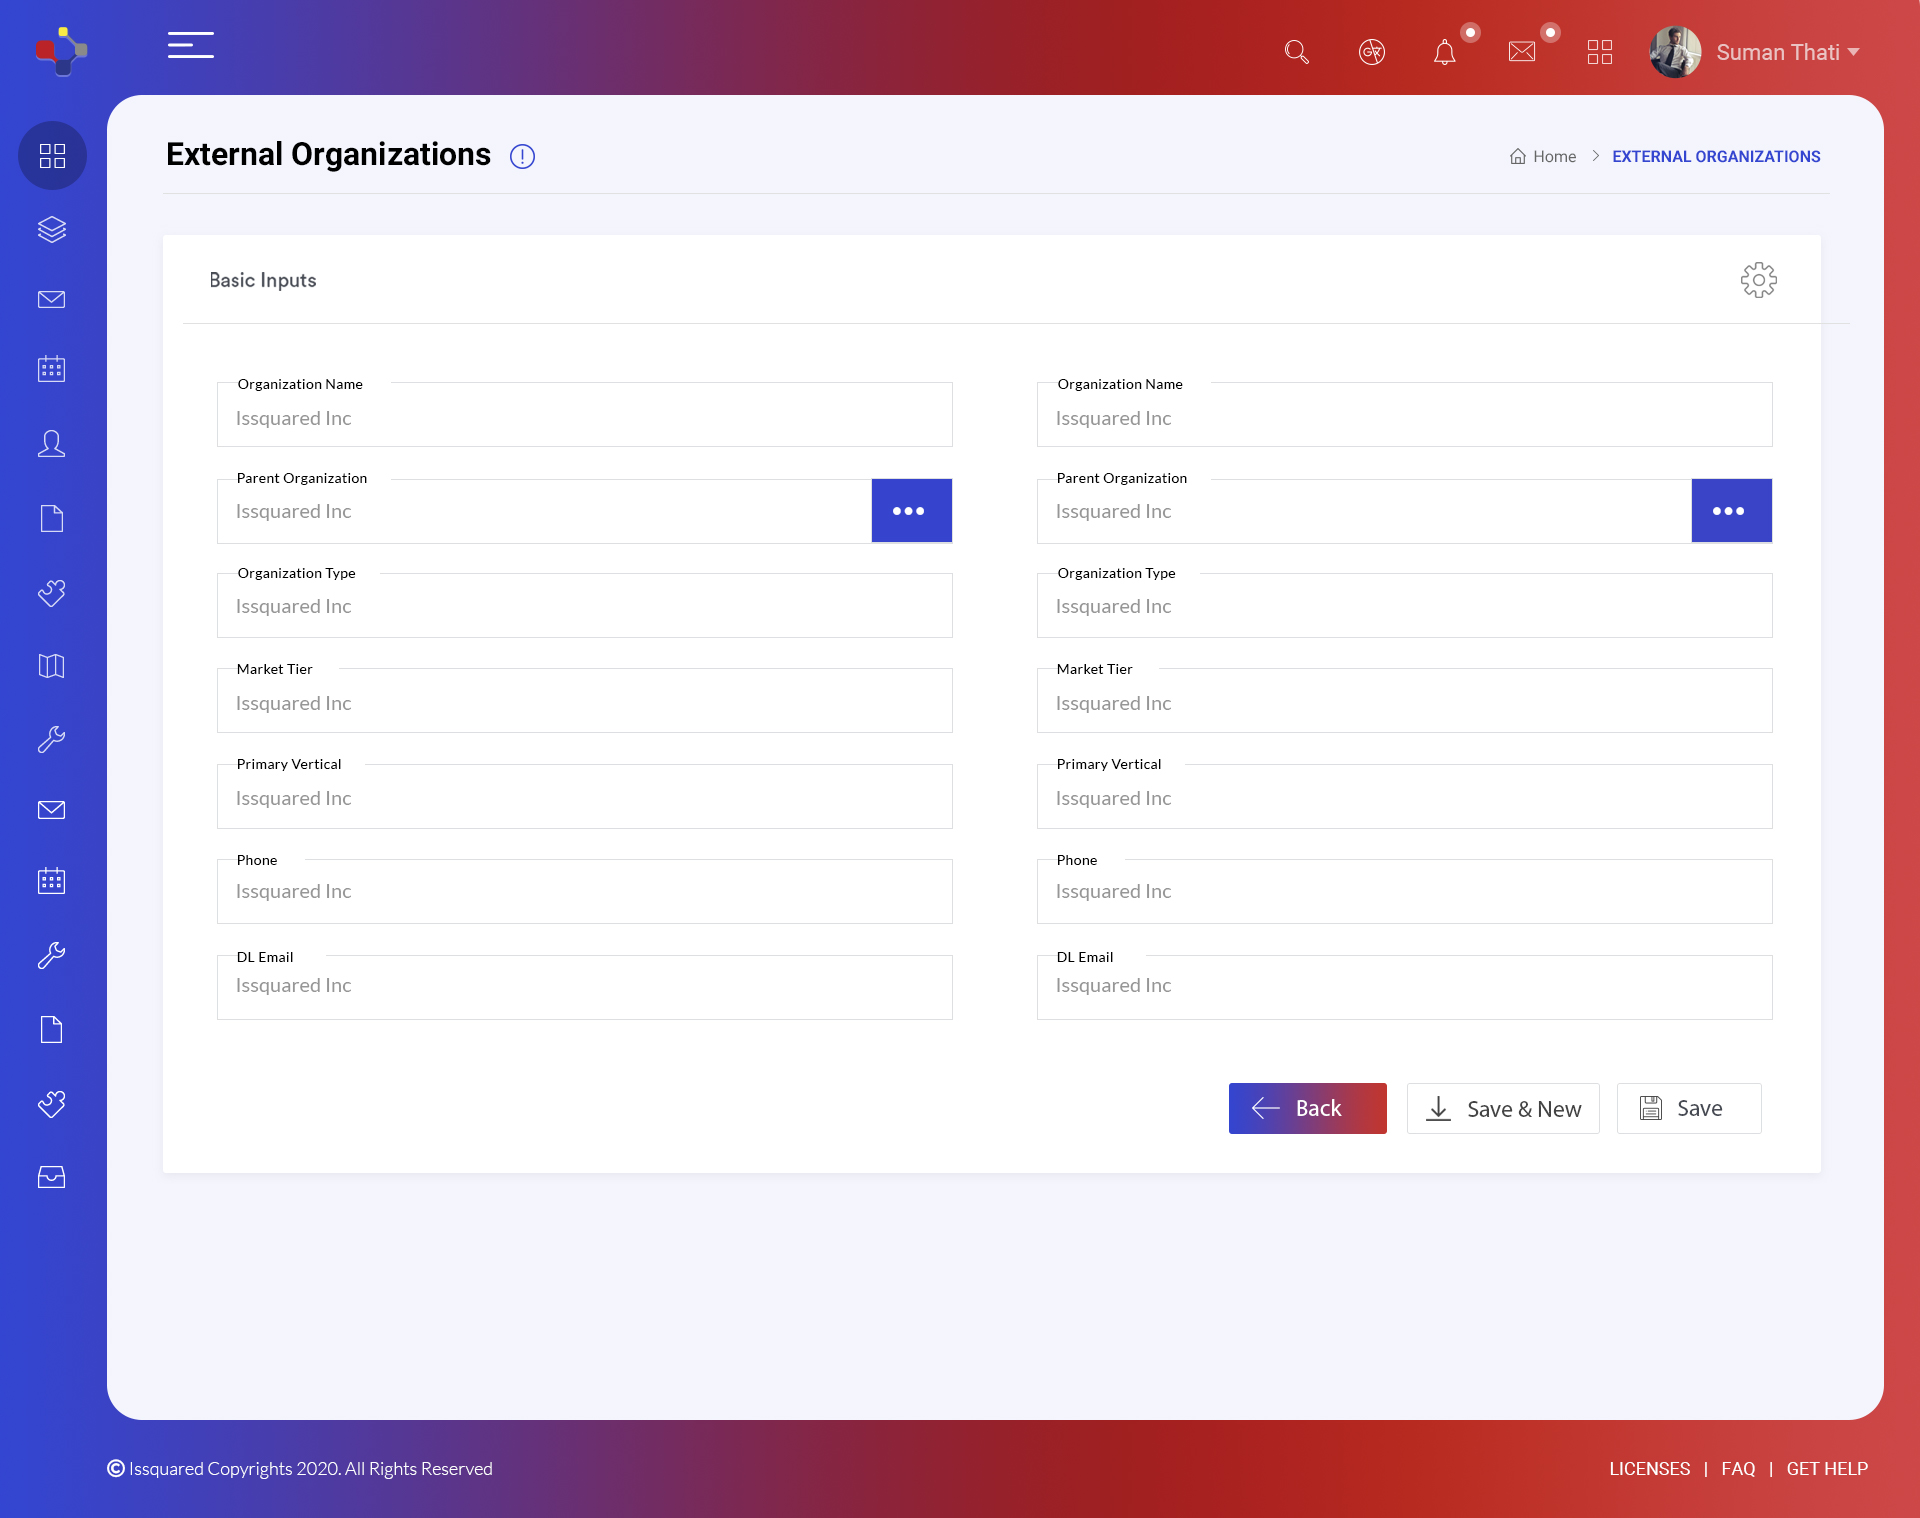 Suman Thati
External Organizations
Home
EXTERNAL ORGANIZATIONS
Basic Inputs
Organization Name
Issquared Inc
Organization Name
Issquared Inc
Parent Organization
Issquared Inc
•••
Parent Organization
Issquared Inc
•••
Organization Type
Issquared Inc
Organization Type
Issquared Inc
Market Tier
Issquared Inc
Market Tier
Issquared Inc
Primary Vertical
Issquared Inc
Primary Vertical
Issquared Inc
Phone
Issquared Inc
Phone
Issquared Inc
DL Email
Issquared Inc
DL Email
Issquared Inc
Back
Save & New
Save
© Issquared Copyrights 2020. All Rights Reserved
LICENSES | FAQ | GET HELP